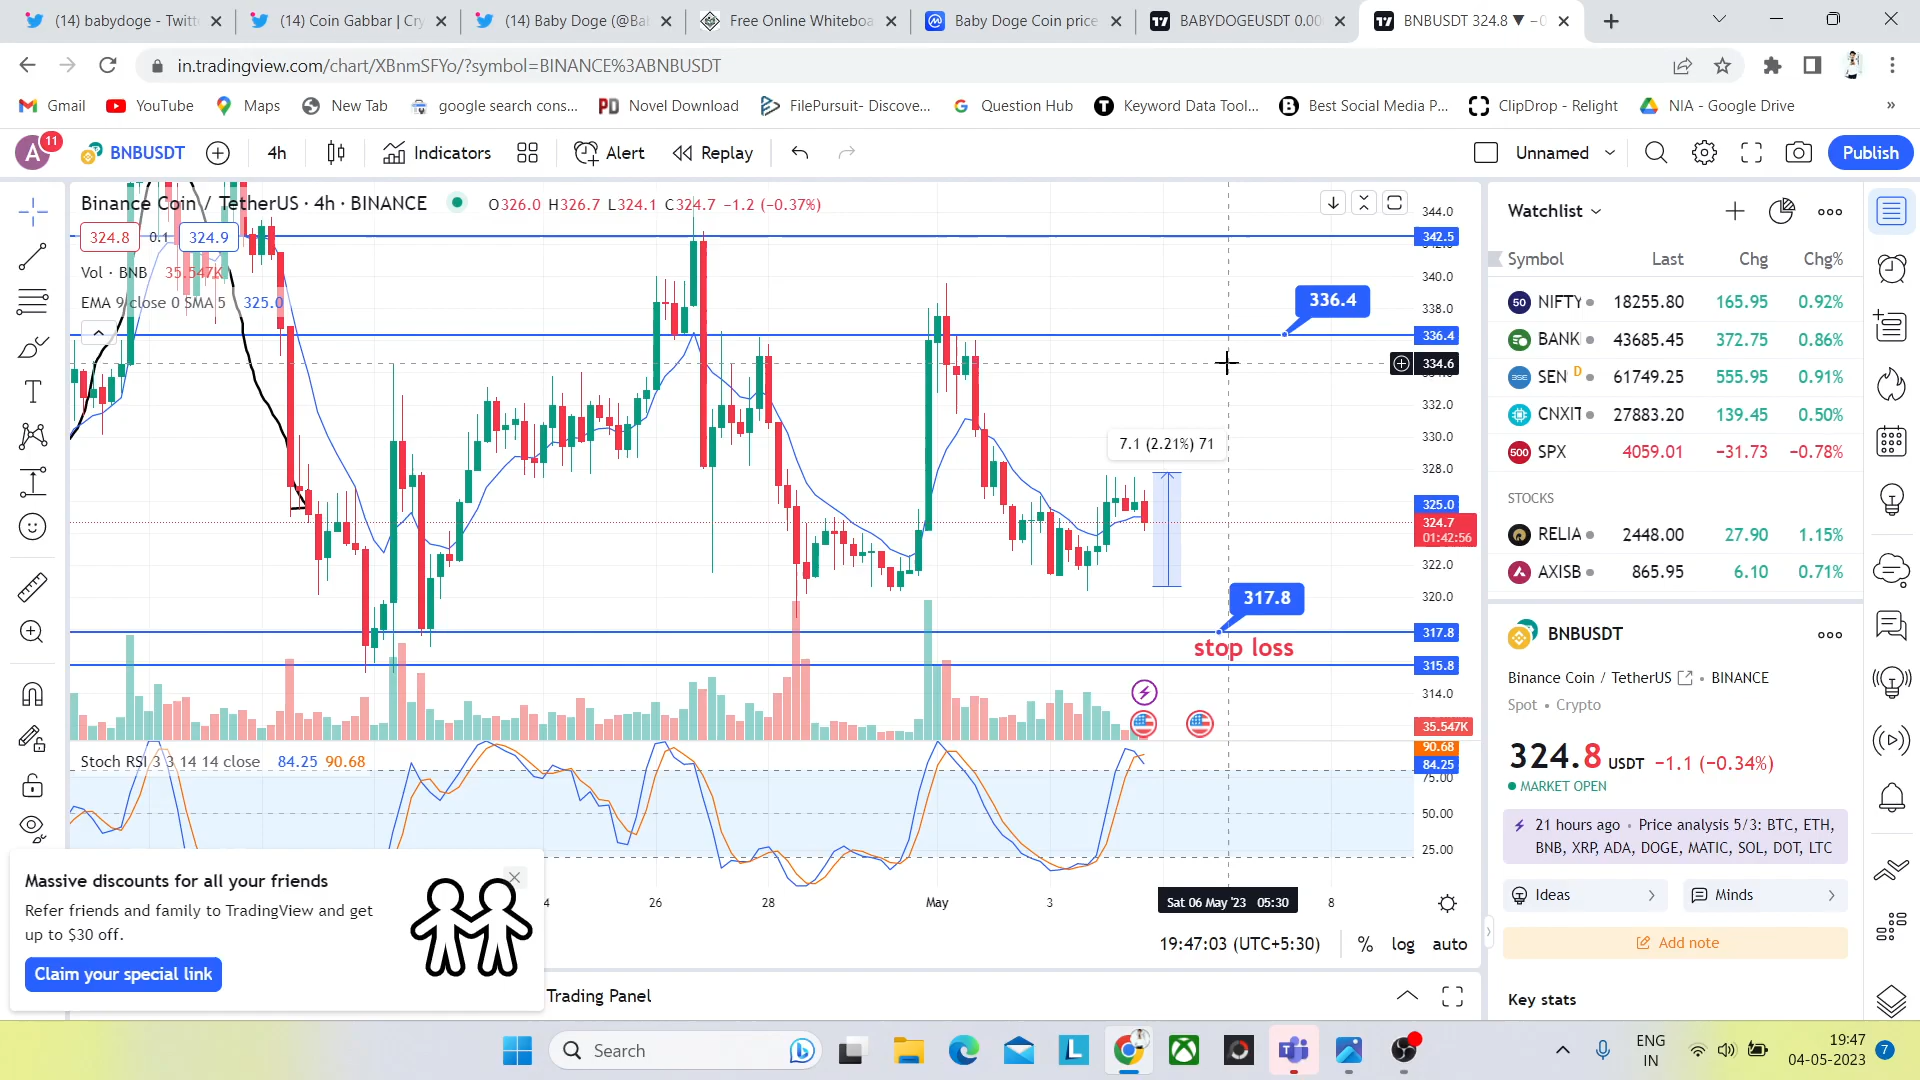 (14) babydoge - Twitt
(14) Coin Gabbar | Cry
(14) Baby Doge (@Bal
Free Online Whiteboa
Baby Doge Coin price
BABYDOGEUSDT 0.00
BNBUSDT 324.8 ▼ −0
in.tradingview.com/chart/XBnmSFYo/?symbol=BINANCE%3ABNBUSDT
Gmail
YouTube
Maps
New Tab
google search cons...
Novel Download
FilePursuit- Discove...
Question Hub
Keyword Data Tool...
Best Social Media P...
ClipDrop - Relight
NIA - Google Drive
»
A 11
BNBUSDT
4h
Indicators
Alert
Replay
Unnamed
Publish
Binance Coin / TetherUS · 4h · BINANCE
O326.0 H326.7 L324.1 C324.7 −1.2 (−0.37%)
324.8 0.1 324.9
Vol · BNB 35.547K
EMA 9 close 0 SMA 5 325.0
344.0
342.5
340.0
338.0
336.4
336.4
334.6
332.0
330.0
328.0
7.1 (2.21%) 71
325.0
324.7
01:42:56
322.0
320.0
317.8
317.8
stop loss
315.8
314.0
35.547K
Stoch RSI 3 3 14 14 close 84.25 90.68
90.68
84.25
75.00
50.00
25.00
4
26
28
May
3
Sat 06 May '23 05:30
8
19:47:03 (UTC+5:30)
%
log
auto
Massive discounts for all your friends
Refer friends and family to TradingView and get
up to $30 off.
Claim your special link
Trading Panel
Watchlist
Symbol Last Chg Chg%
50 NIFTY 18255.80 165.95 0.92%
BANK 43685.45 372.75 0.86%
BSE SEN D 61749.25 555.95 0.91%
CNXIT 27883.20 139.45 0.50%
500 SPX 4059.01 −31.73 −0.78%
STOCKS
RELIA 2448.00 27.90 1.15%
AXISB 865.95 6.10 0.71%
BNBUSDT
Binance Coin / TetherUS • BINANCE
Spot • Crypto
324.8 USDT −1.1 (−0.34%)
MARKET OPEN
21 hours ago • Price analysis 5/3: BTC, ETH,
BNB, XRP, ADA, DOGE, MATIC, SOL, DOT, LTC
Ideas
Minds
Add note
Key stats
Search
ENG
IN
19:47
04-05-2023
7